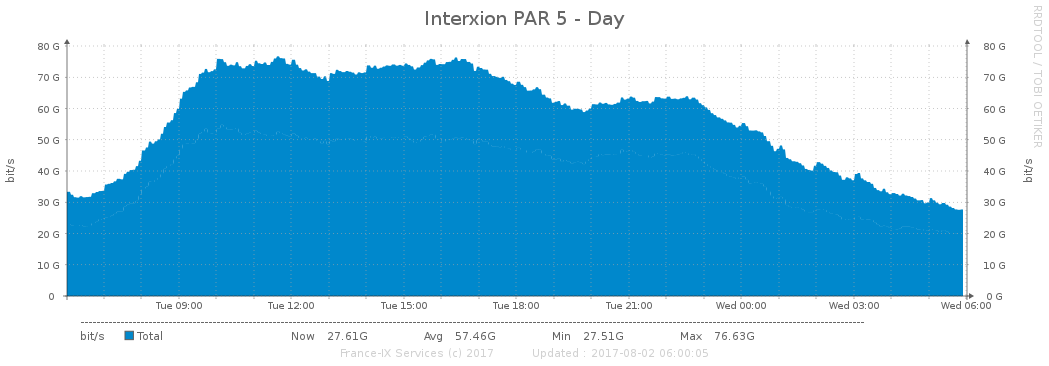 Interxion PAR 5 - Day
RRDTOOL / TOBI OETIKER
80 G 80 G
70 G 70 G
60 G 60 G
50 G 50 G
40 G 40 G
30 G 30 G
20 G 20 G
10 G 10 G
0 0 G
bit/s
bit/s
Tue 09:00 Tue 12:00 Tue 15:00 Tue 18:00 Tue 21:00 Wed 00:00 Wed 03:00 Wed 06:00
bit/s Total Now 27.61G Avg 57.46G Min 27.51G Max 76.63G
France-IX Services (c) 2017 Updated : 2017-08-02 06:00:05